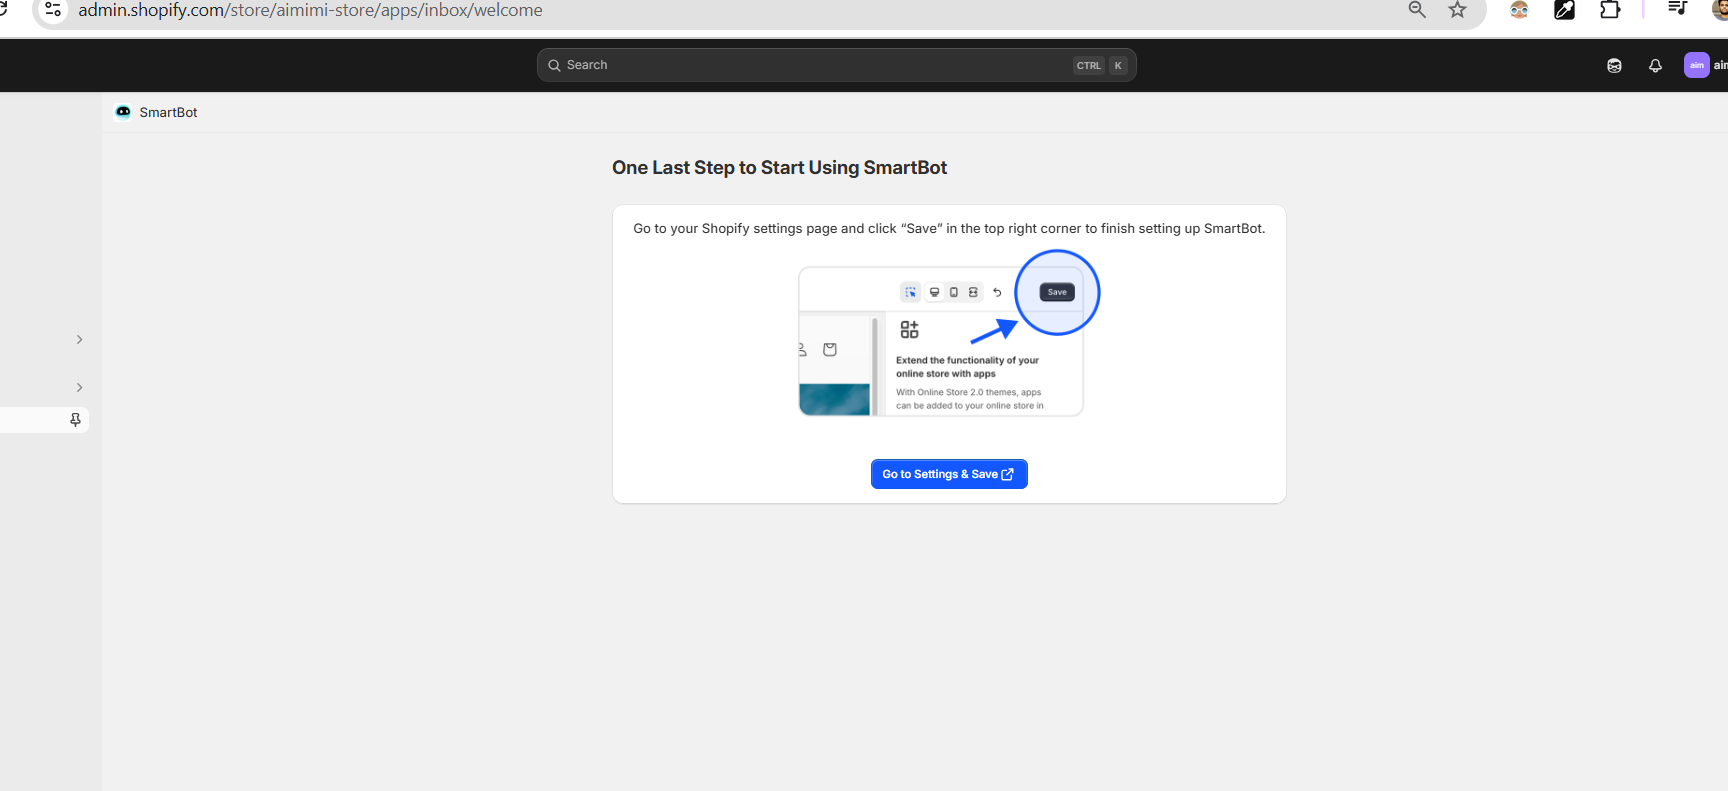 admin.shopify.com/store/aimimi-store/apps/inbox/welcome
Search
CTRL K
aim
SmartBot
One Last Step to Start Using SmartBot
Go to your Shopify settings page and click “Save” in the top right corner to finish setting up SmartBot.
Save
Extend the functionality of your
online store with apps
With Online Store 2.0 themes, apps
can be added to your online store in
Go to Settings & Save